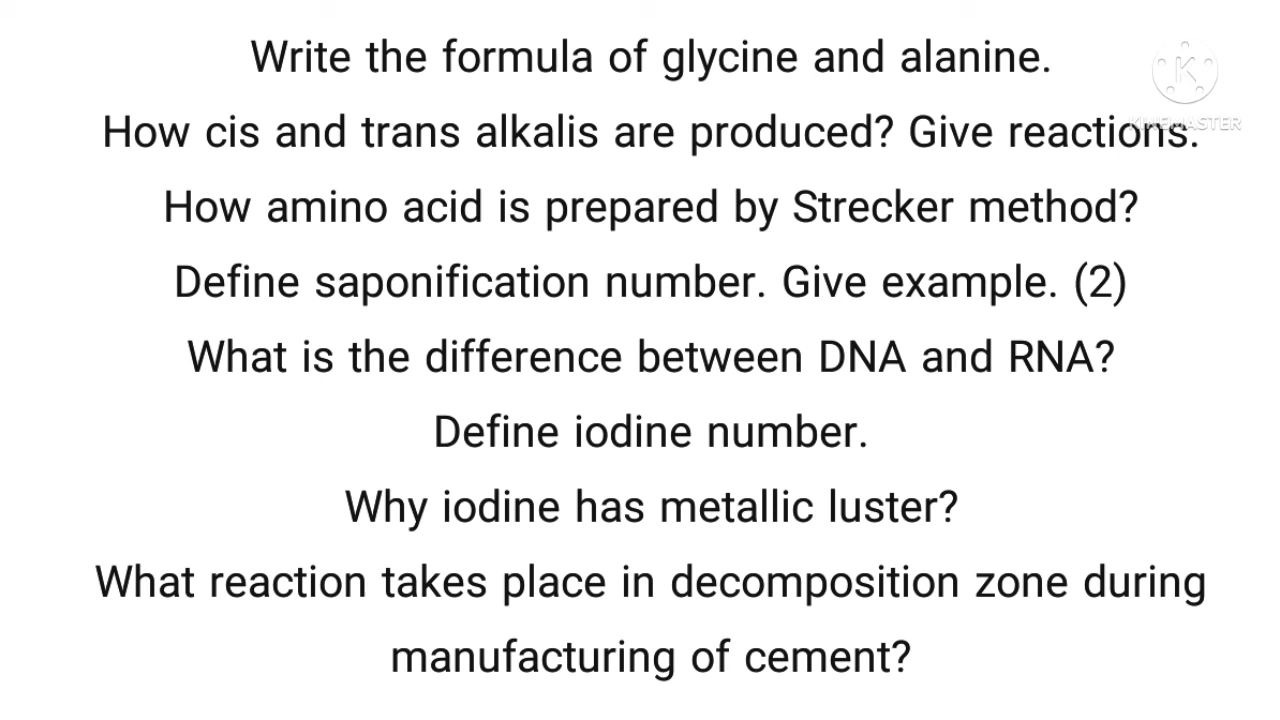 Write the formula of glycine and alanine.
How cis and trans alkalis are produced? Give reactions.
How amino acid is prepared by Strecker method?
Define saponification number. Give example. (2)
What is the difference between DNA and RNA?
Define iodine number.
Why iodine has metallic luster?
What reaction takes place in decomposition zone during
manufacturing of cement?
K
KINEMASTER